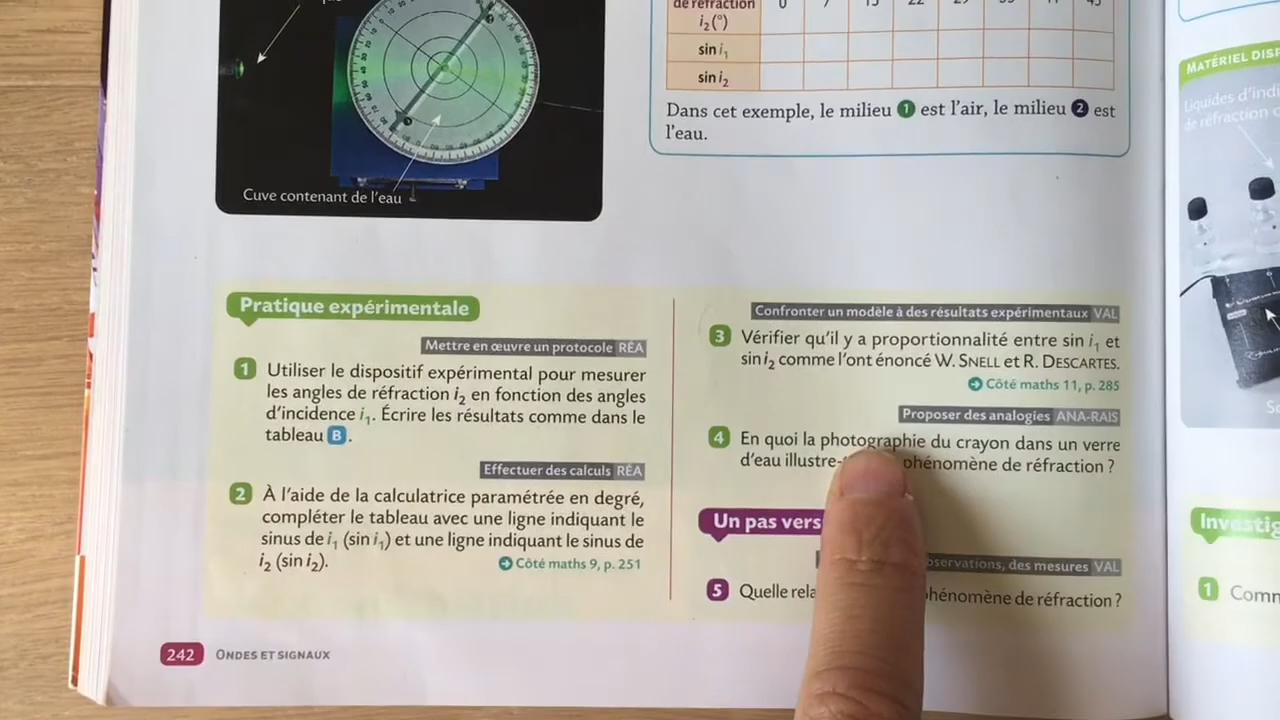 Cuve contenant de l'eau
de réfraction
i₂(°)
sin i₁
sin i₂
Dans cet exemple, le milieu 1 est l'air, le milieu 2 est
l'eau.
Pratique expérimentale
Mettre en œuvre un protocole RÉA
1 Utiliser le dispositif expérimental pour mesurer
les angles de réfraction i₂ en fonction des angles
d'incidence i₁. Écrire les résultats comme dans le
tableau B.
Effectuer des calculs RÉA
2 À l'aide de la calculatrice paramétrée en degré,
compléter le tableau avec une ligne indiquant le
sinus de i₁ (sin i₁) et une ligne indiquant le sinus de
i₂ (sin i₂).
Côté maths 9, p. 251
Confronter un modèle à des résultats expérimentaux VAL
3 Vérifier qu'il y a proportionnalité entre sin i₁ et
sin i₂ comme l'ont énoncé W. SNELL et R. DESCARTES.
Côté maths 11, p. 285
Proposer des analogies ANA-RAIS
4 En quoi la photographie du crayon dans un verre
d'eau illustre- phénomène de réfraction ?
Un pas vers
observations, des mesures VAL
5 Quelle phénomène de réfraction ?
242 ONDES ET SIGNAUX
MATÉRIEL
Liquides
de réfraction
1